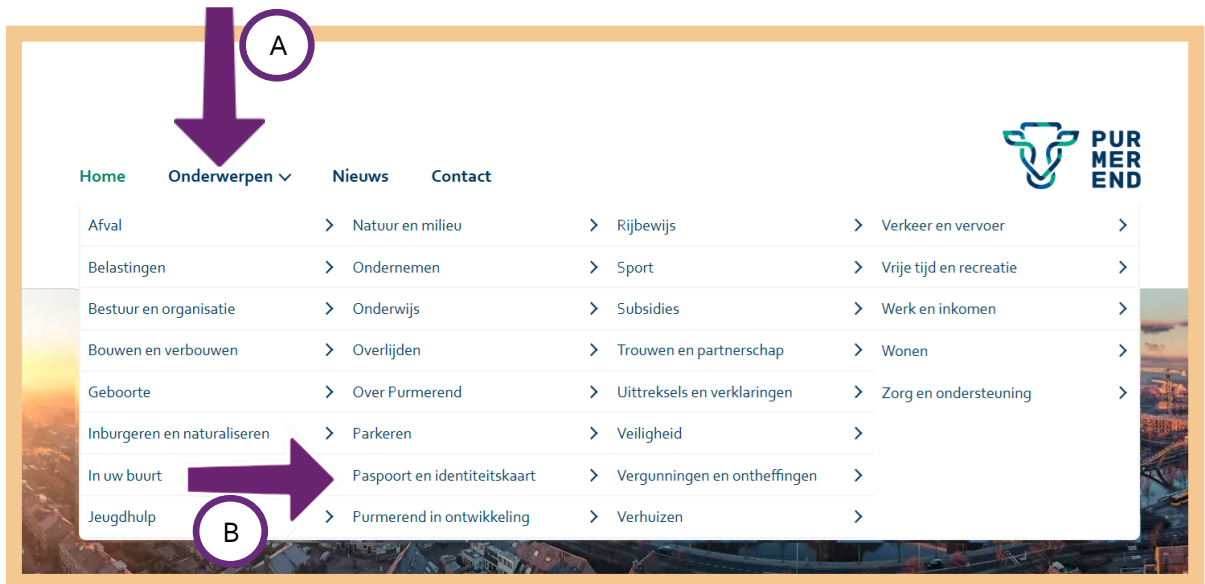 A
PUR
MER
END
Home Onderwerpen Nieuws Contact
Afval Natuur en milieu Rijbewijs Verkeer en vervoer
Belastingen Ondernemen Sport Vrije tijd en recreatie
Bestuur en organisatie Onderwijs Subsidies Werk en inkomen
Bouwen en verbouwen Overlijden Trouwen en partnerschap Wonen
Geboorte Over Purmerend Uittreksels en verklaringen Zorg en ondersteuning
Inburgeren en naturaliseren Parkeren Veiligheid
In uw buurt Paspoort en identiteitskaart Vergunningen en ontheffingen
Jeugdhulp Purmerend in ontwikkeling Verhuizen
B